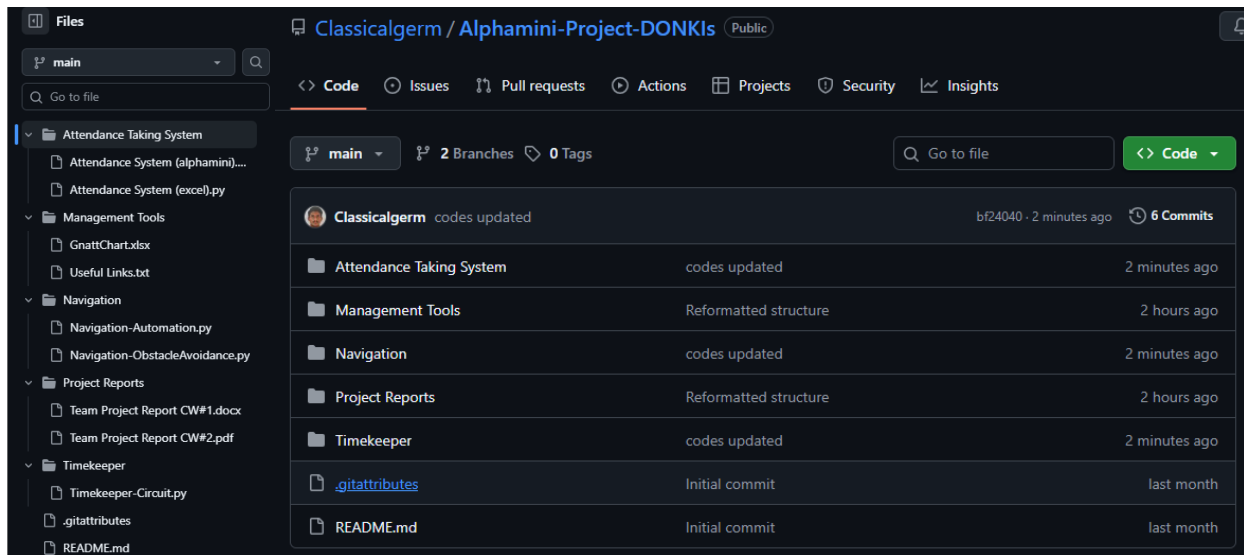 Files
main
Go to file
Attendance Taking System
Attendance System (alphamini)....
Attendance System (excel).py
Management Tools
GnattChart.xlsx
Useful Links.txt
Navigation
Navigation-Automation.py
Navigation-ObstacleAvoidance.py
Project Reports
Team Project Report CW#1.docx
Team Project Report CW#2.pdf
Timekeeper
Timekeeper-Circuit.py
.gitattributes
README.md
Classicalgerm / Alphamini-Project-DONKIs Public
Code Issues Pull requests Actions Projects Security Insights
main 2 Branches 0 Tags Go to file Code
Classicalgerm codes updated bf24040 · 2 minutes ago 6 Commits
Attendance Taking System codes updated 2 minutes ago
Management Tools Reformatted structure 2 hours ago
Navigation codes updated 2 minutes ago
Project Reports Reformatted structure 2 hours ago
Timekeeper codes updated 2 minutes ago
.gitattributes Initial commit last month
README.md Initial commit last month